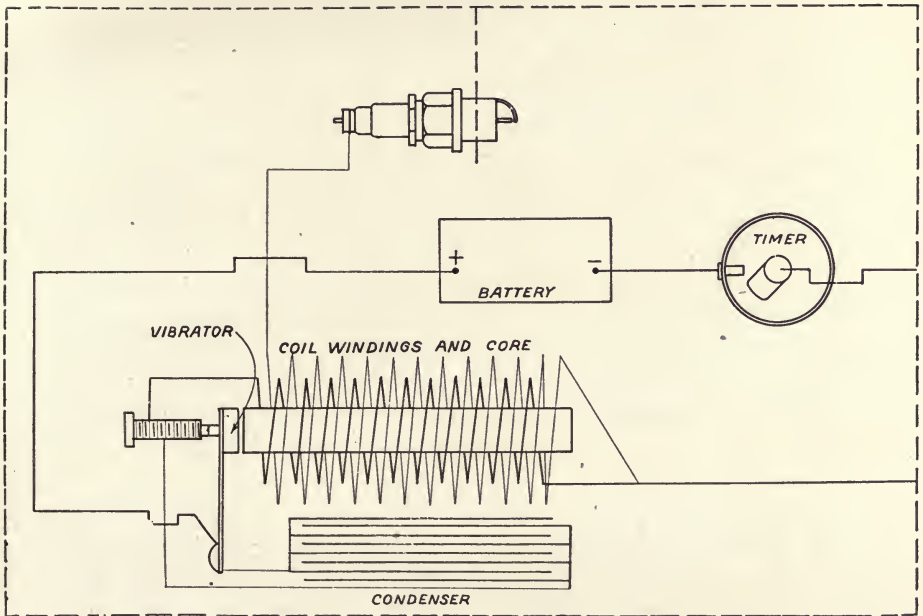 TIMER
+ −
BATTERY
VIBRATOR
COIL WINDINGS AND CORE
CONDENSER